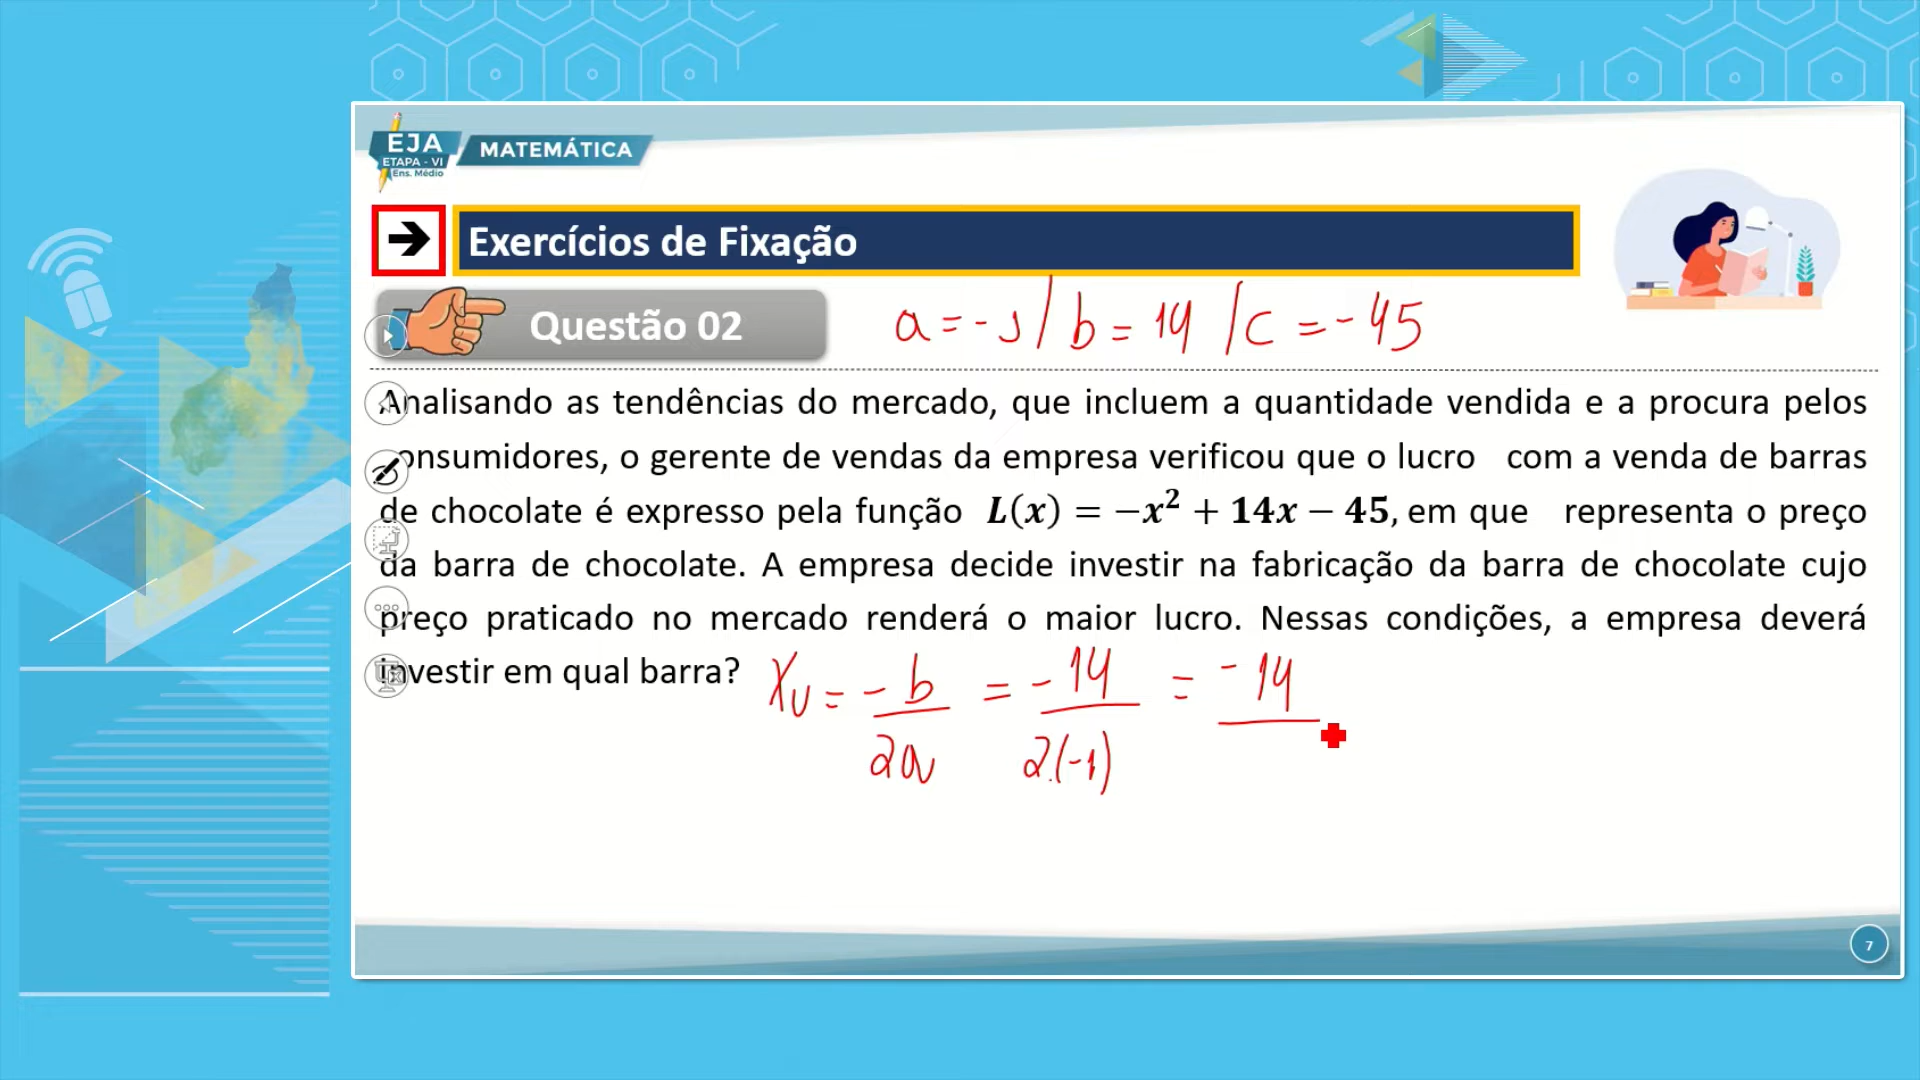 EJA
ETAPA - VI
Ens. Médio
MATEMÁTICA
Exercícios de Fixação
Questão 02
a = -1 / b = 14 / c = -45
Analisando as tendências do mercado, que incluem a quantidade vendida e a procura pelos
onsumidores, o gerente de vendas da empresa verificou que o lucro com a venda de barras
de chocolate é expresso pela função L(x) = −x² + 14x − 45, em que representa o preço
da barra de chocolate. A empresa decide investir na fabricação da barra de chocolate cujo
preço praticado no mercado renderá o maior lucro. Nessas condições, a empresa deverá
investir em qual barra?
Xv = - b = - 14 = - 14
2a 2.(-1)
7